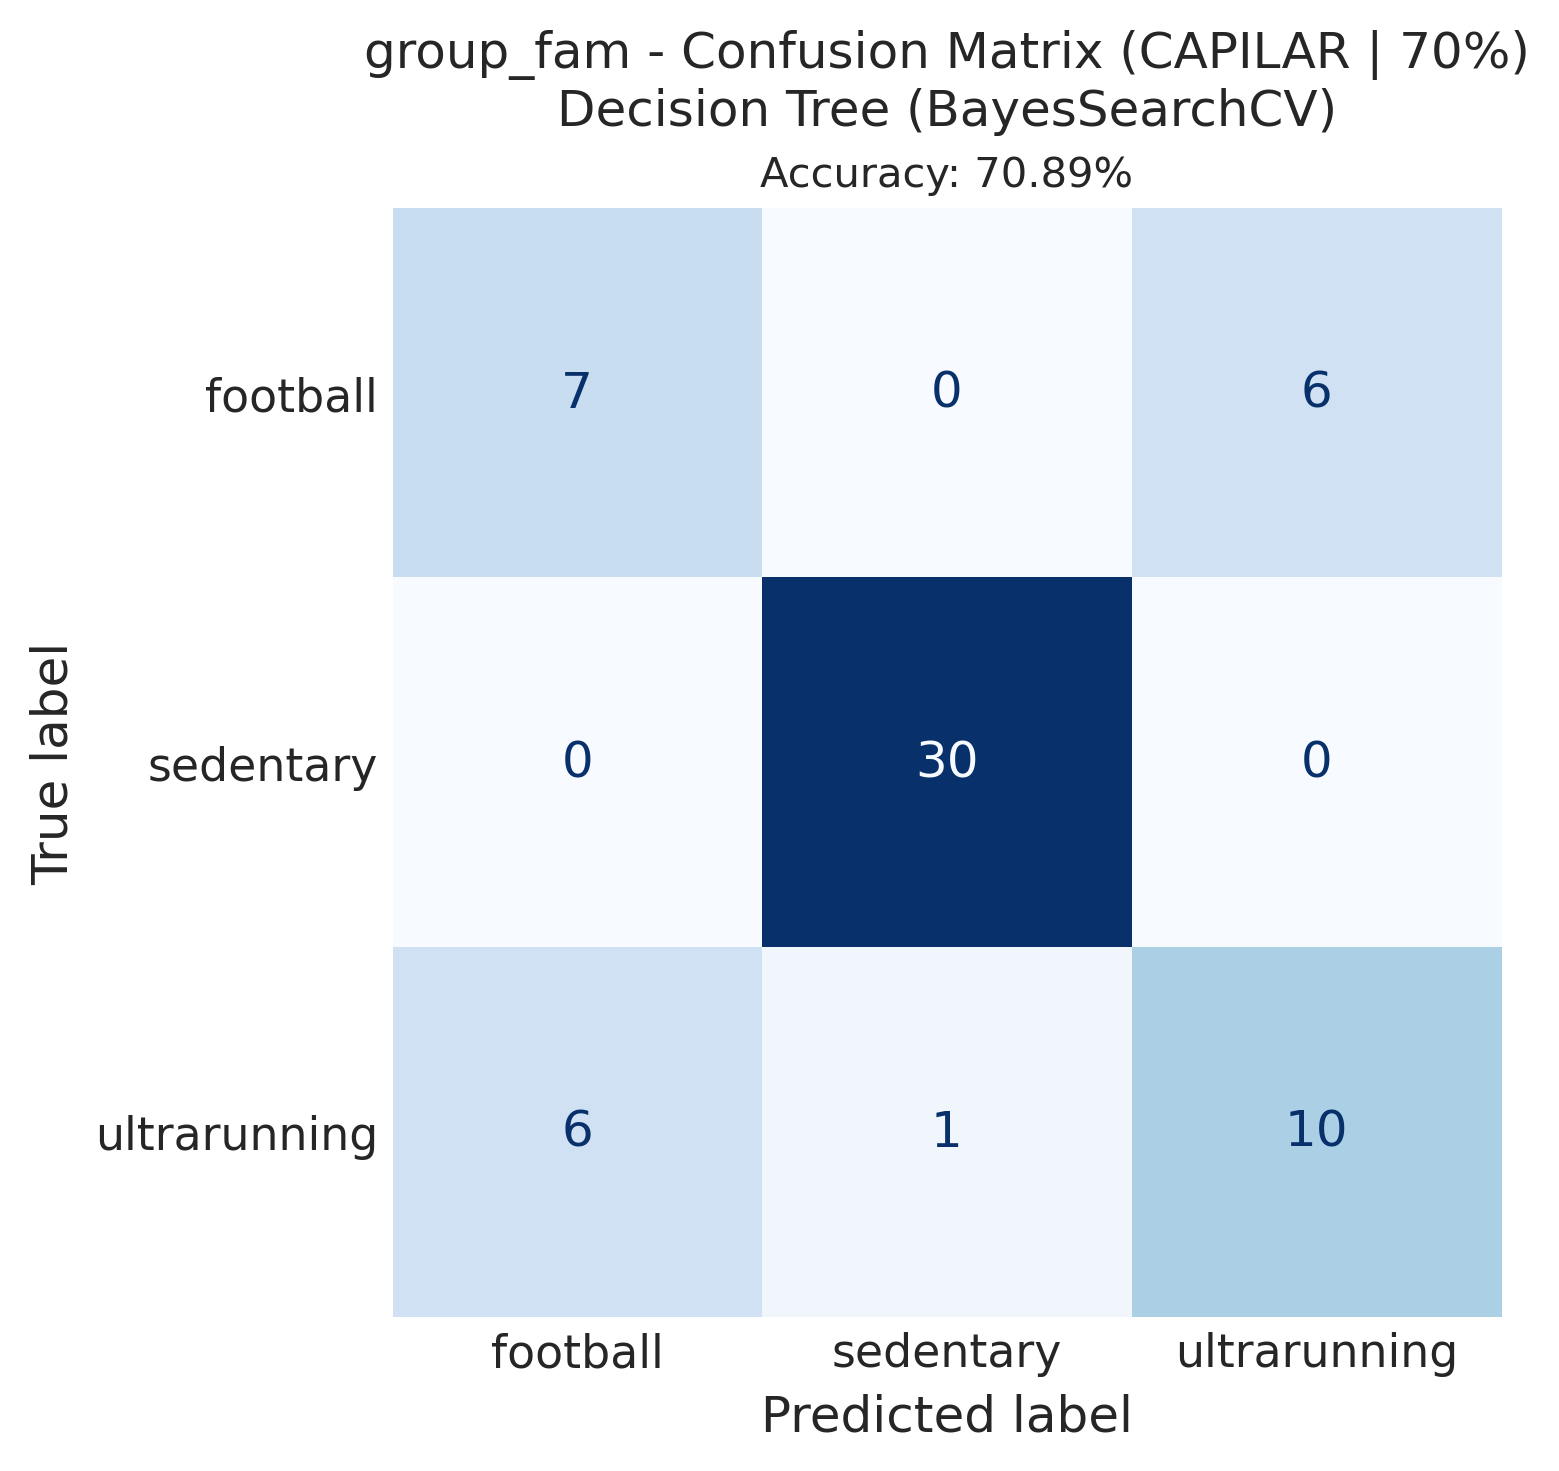 group_fam - Confusion Matrix (CAPILAR | 70%)
Decision Tree (BayesSearchCV)
Accuracy: 70.89%
True label
football
7
0
6
sedentary
0
30
0
ultrarunning
6
1
10
football
sedentary
ultrarunning
Predicted label